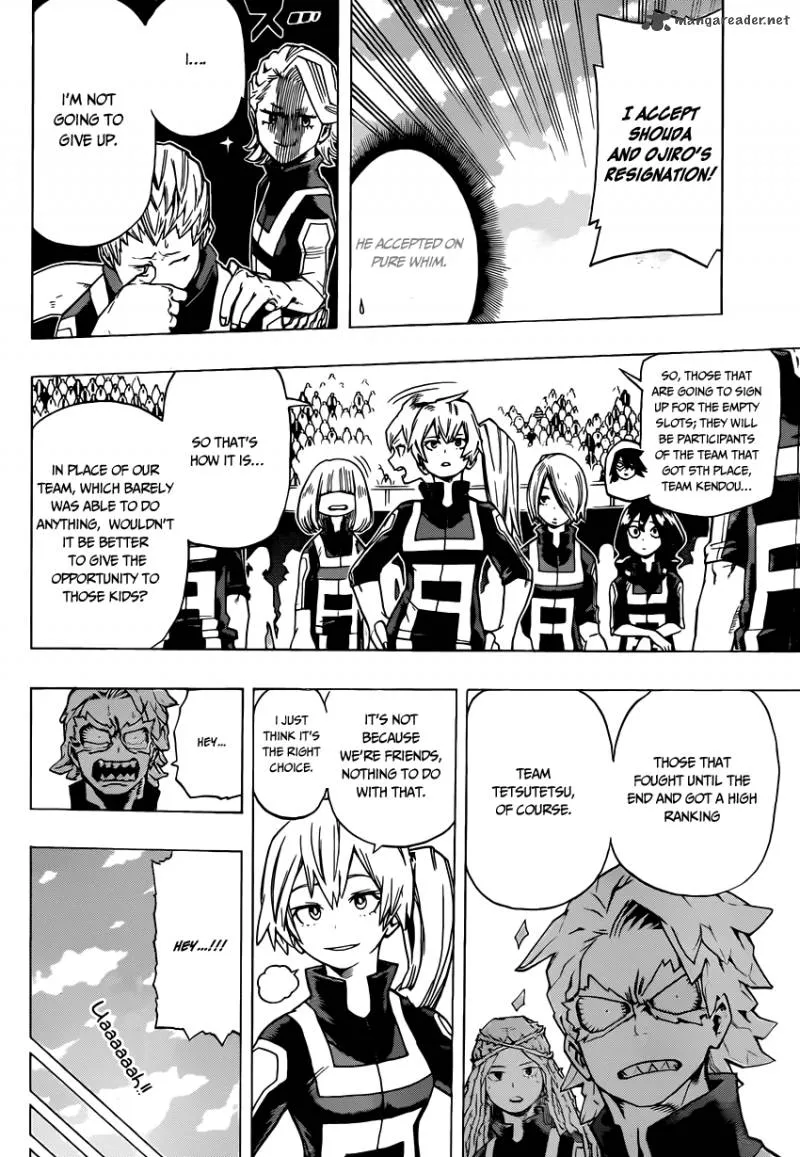 mangareader.net
I ACCEPT
SHOUDA
AND OJIRO'S
RESIGNATION!
HE ACCEPTED ON
PURE WHIM.
スー
I....
I'M NOT
GOING TO
GIVE UP.
SO, THOSE THAT
ARE GOING TO SIGN
UP FOR THE EMPTY
SLOTS; THEY WILL
BE PARTICIPANTS
OF THE TEAM THAT
GOT 5TH PLACE,
TEAM KENDOU...
SO THAT'S
HOW IT IS...
IN PLACE OF OUR
TEAM, WHICH BARELY
WAS ABLE TO DO
ANYTHING, WOULDN'T
IT BE BETTER
TO GIVE THE
OPPORTUNITY TO
THOSE KIDS?
THOSE THAT
FOUGHT UNTIL THE
END AND GOT A HIGH
RANKING
TEAM
TETSUTETSU,
OF COURSE.
IT'S NOT
BECAUSE
WE'RE FRIENDS,
NOTHING TO DO
WITH THAT.
I JUST
THINK IT'S
THE RIGHT
CHOICE.
HEY...
HEY...!!!
Uaaaaaah!!